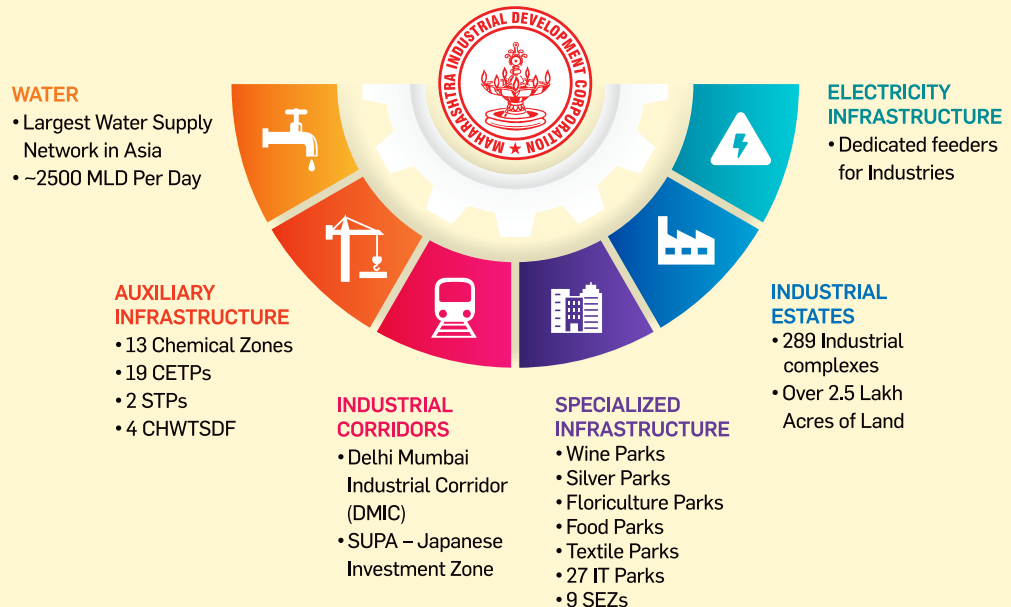 MAHARASHTRA INDUSTRIAL DEVELOPMENT CORPORATION ★
WATER
• Largest Water Supply
Network in Asia
• ~2500 MLD Per Day
AUXILIARY
INFRASTRUCTURE
• 13 Chemical Zones
• 19 CETPs
• 2 STPs
• 4 CHWTSDF
INDUSTRIAL
CORRIDORS
• Delhi Mumbai
Industrial Corridor
(DMIC)
• SUPA – Japanese
Investment Zone
SPECIALIZED
INFRASTRUCTURE
• Wine Parks
• Silver Parks
• Floriculture Parks
• Food Parks
• Textile Parks
• 27 IT Parks
• 9 SEZs
INDUSTRIAL
ESTATES
• 289 Industrial
complexes
• Over 2.5 Lakh
Acres of Land
ELECTRICITY
INFRASTRUCTURE
• Dedicated feeders
for Industries